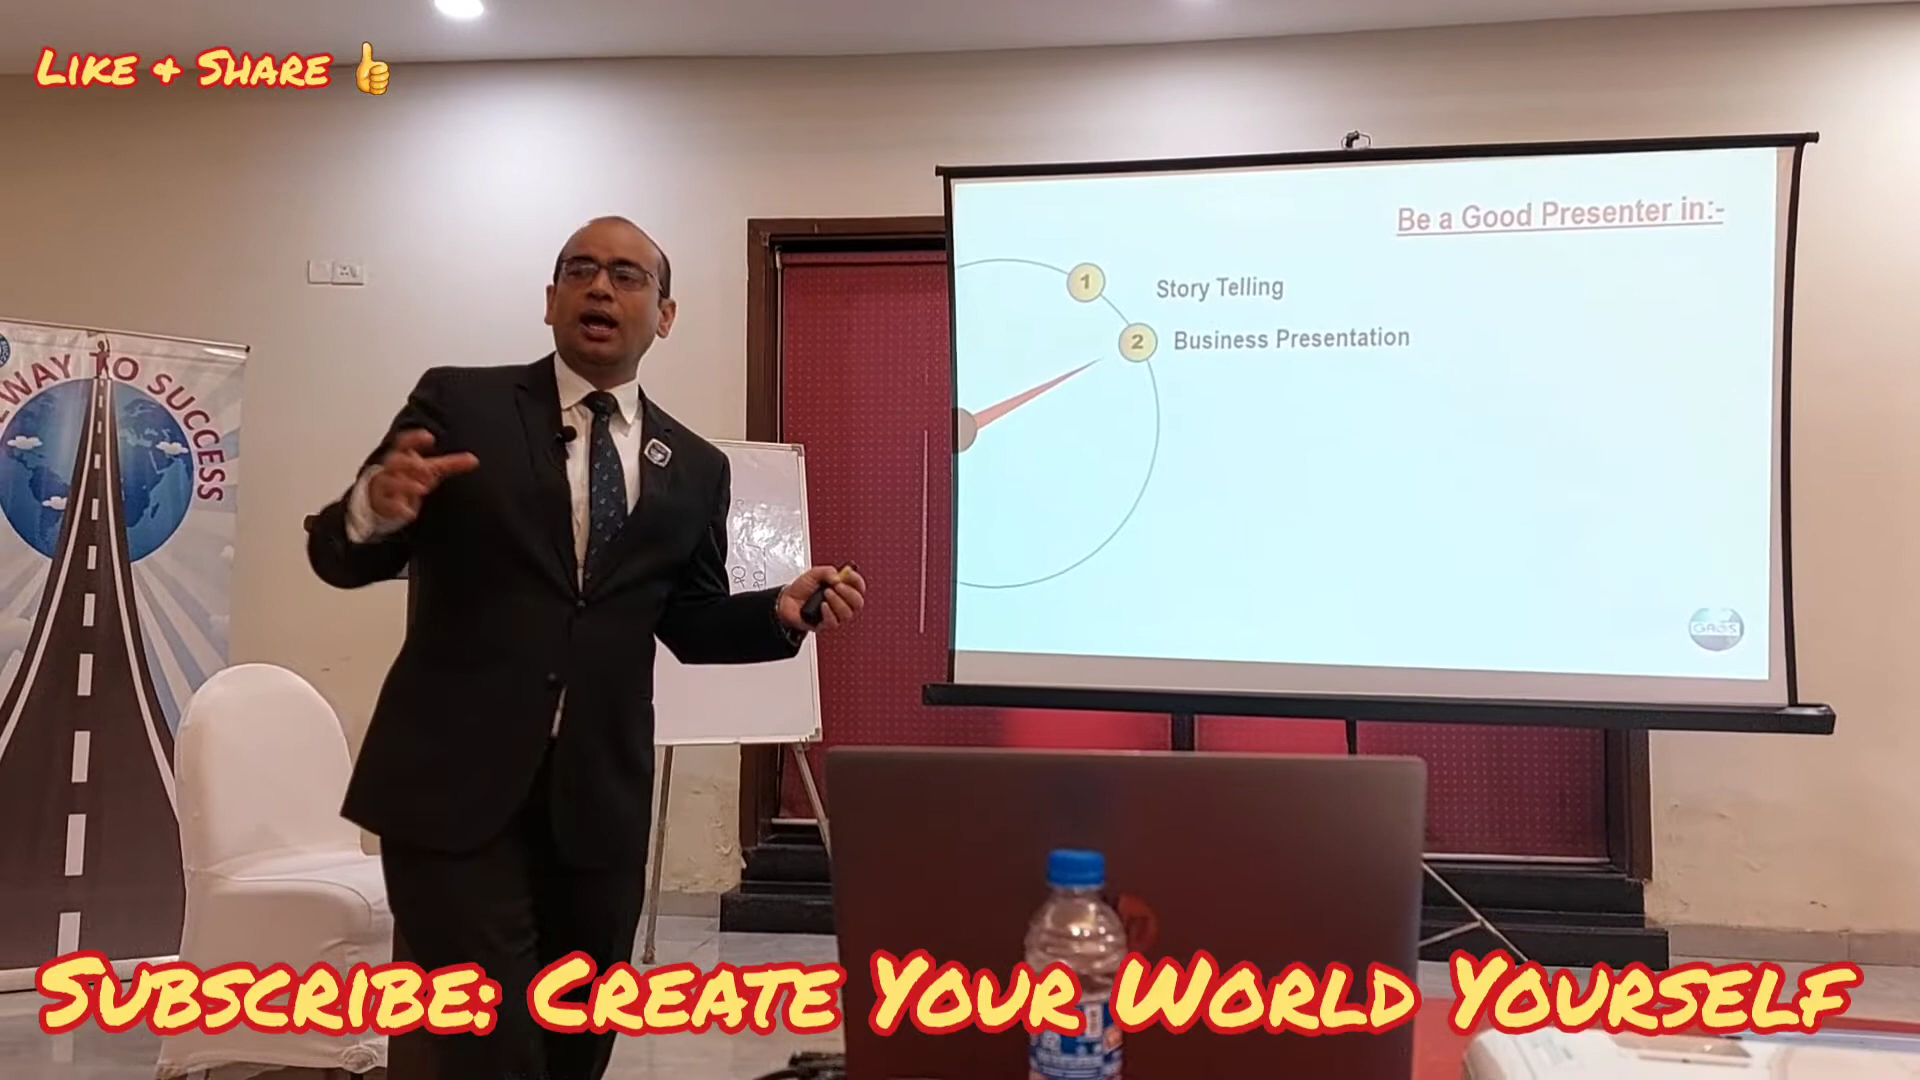 Like & Share 👍
WAY TO SUCCESS
Be a Good Presenter in:-
1 Story Telling
2 Business Presentation
Subscribe: Create Your World Yourself